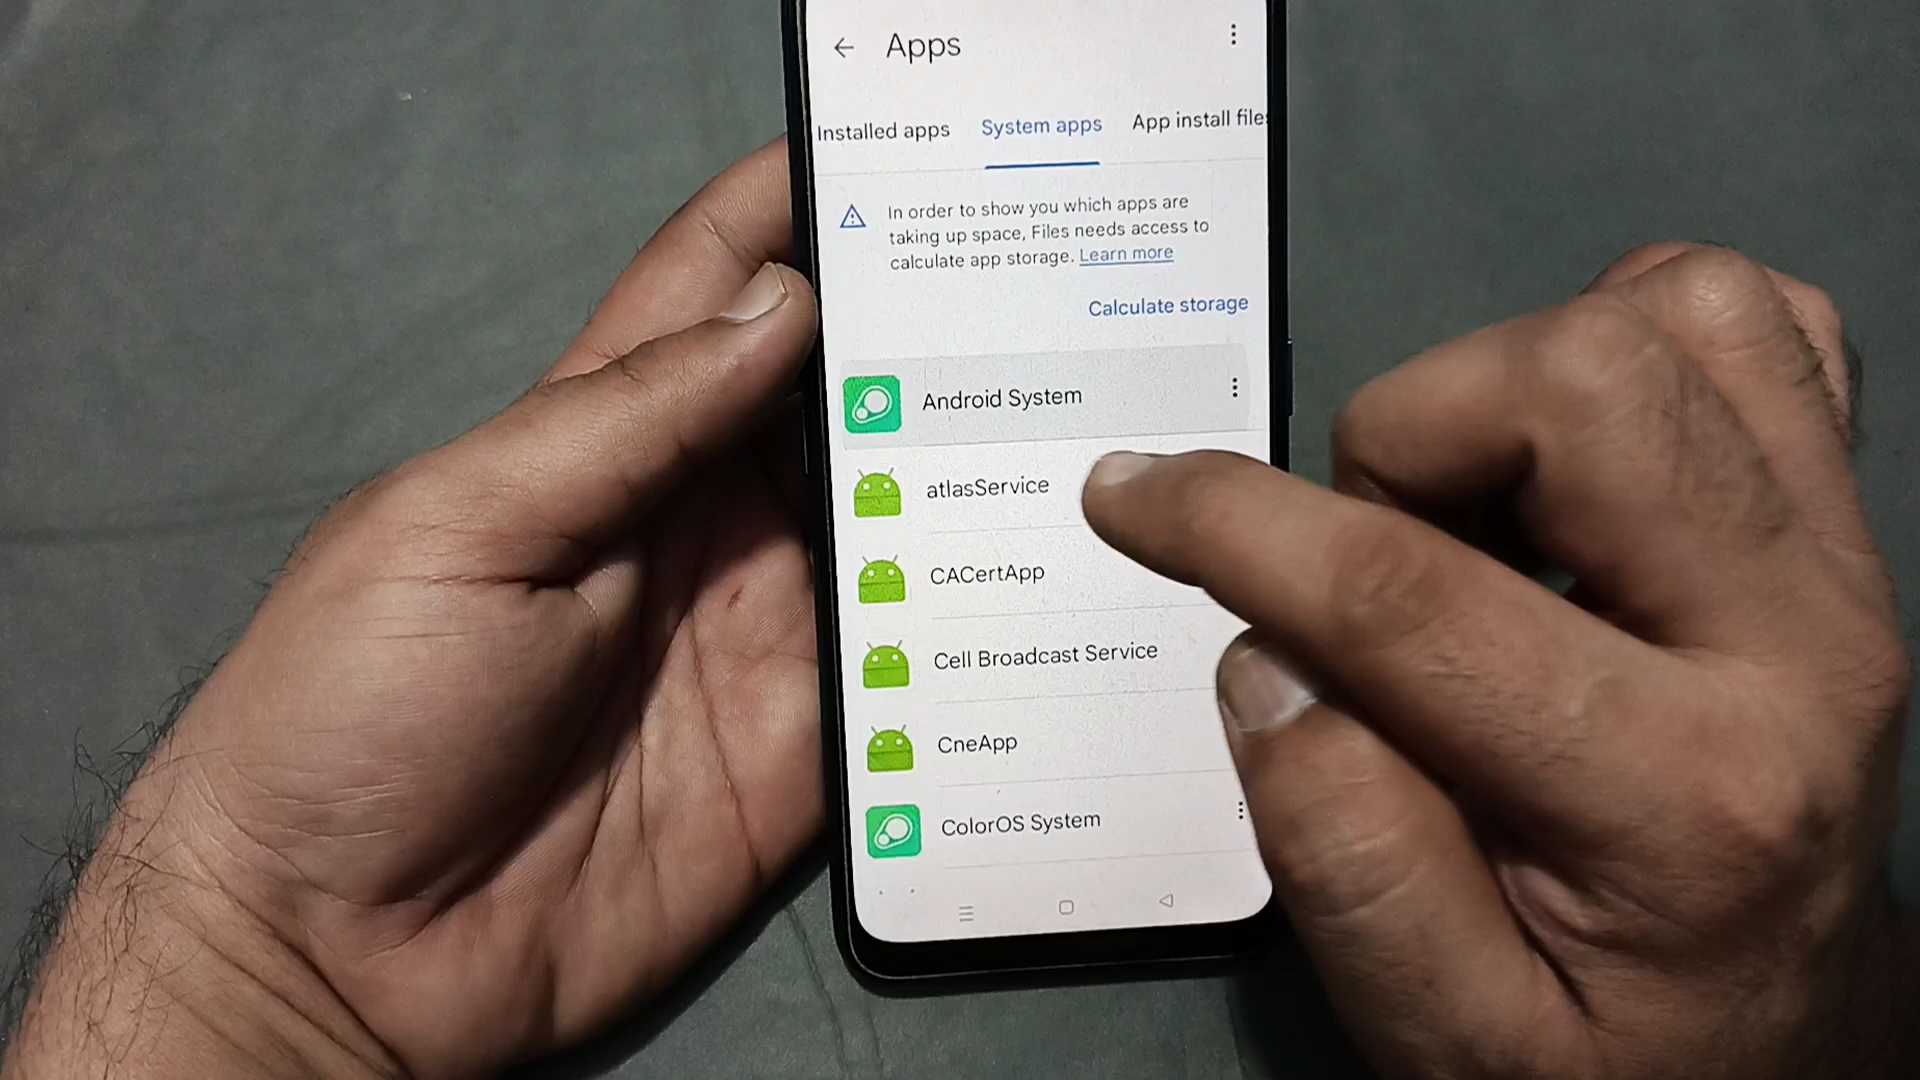 Apps
Installed apps System apps App install files
In order to show you which apps are
taking up space, Files needs access to
calculate app storage. Learn more
Calculate storage
Android System
atlasService
CACertApp
Cell Broadcast Service
CneApp
ColorOS System